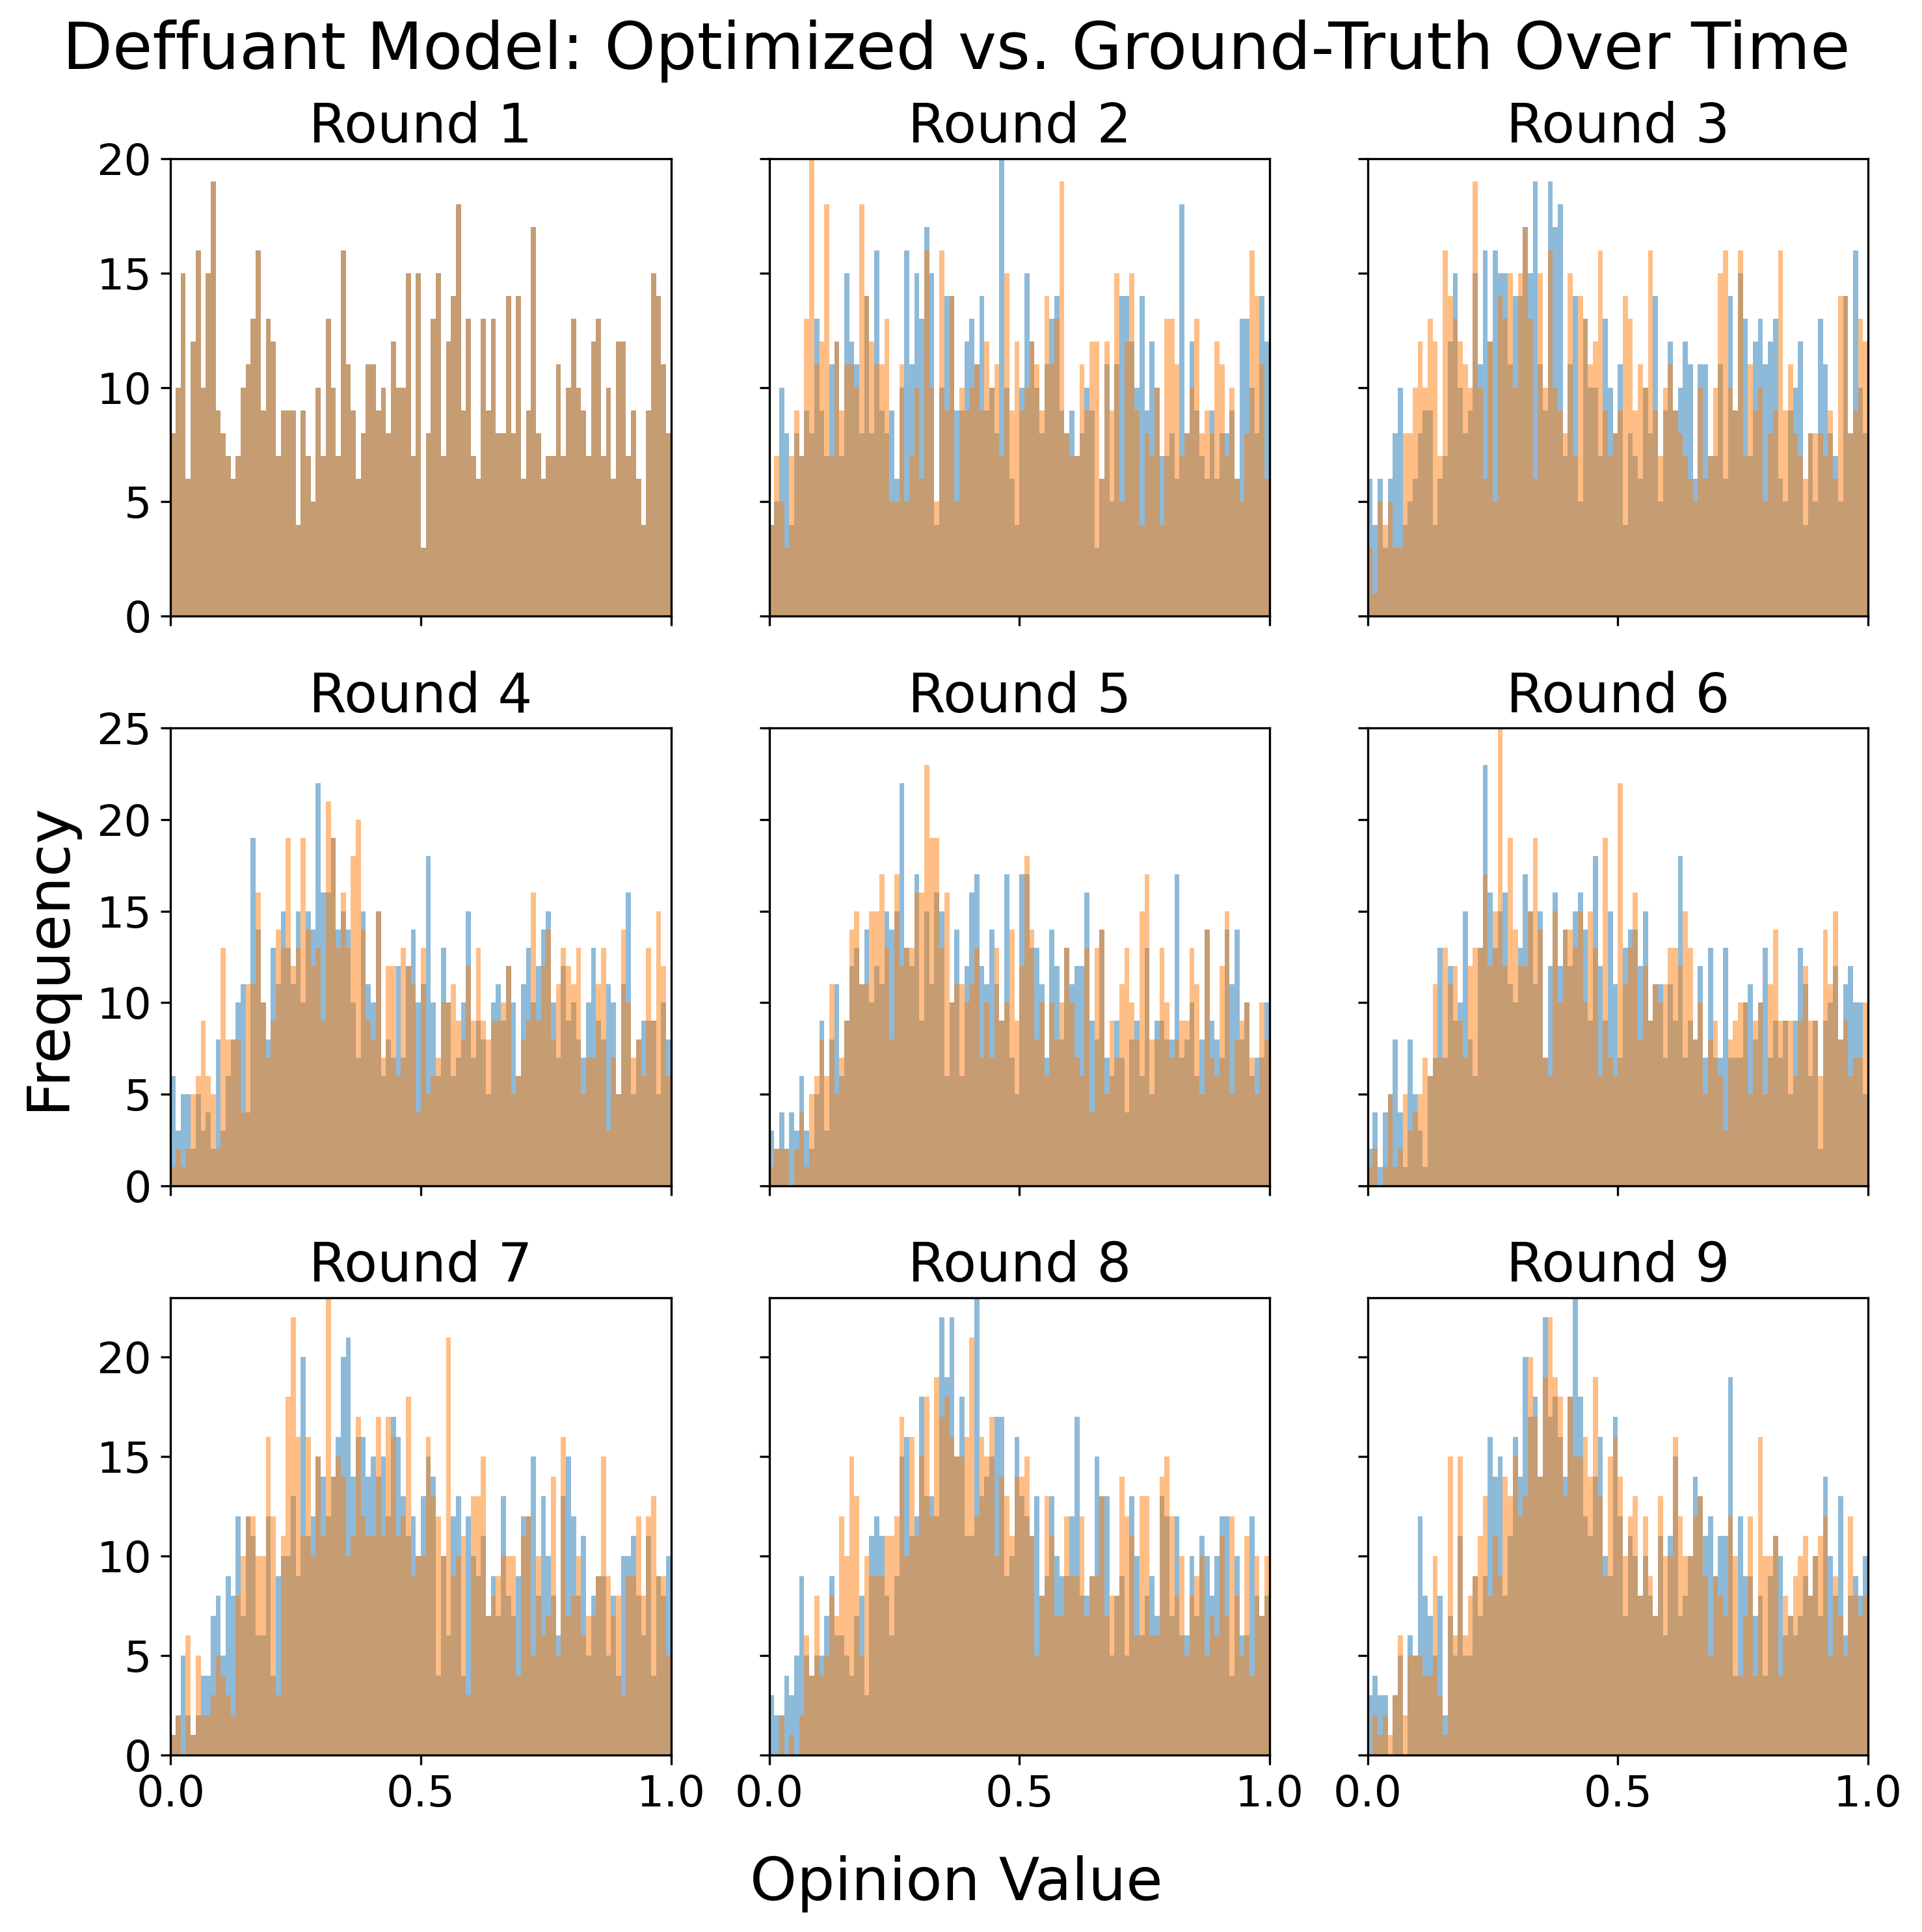 Deffuant Model: Optimized vs. Ground-Truth Over Time
Round 1
Round 2
Round 3
20
15
10
5
0
Round 4
Round 5
Round 6
25
20
15
10
5
0
Frequency
Round 7
Round 8
Round 9
20
15
10
5
0
0.0 0.5 1.0
0.0 0.5 1.0
0.0 0.5 1.0
Opinion Value